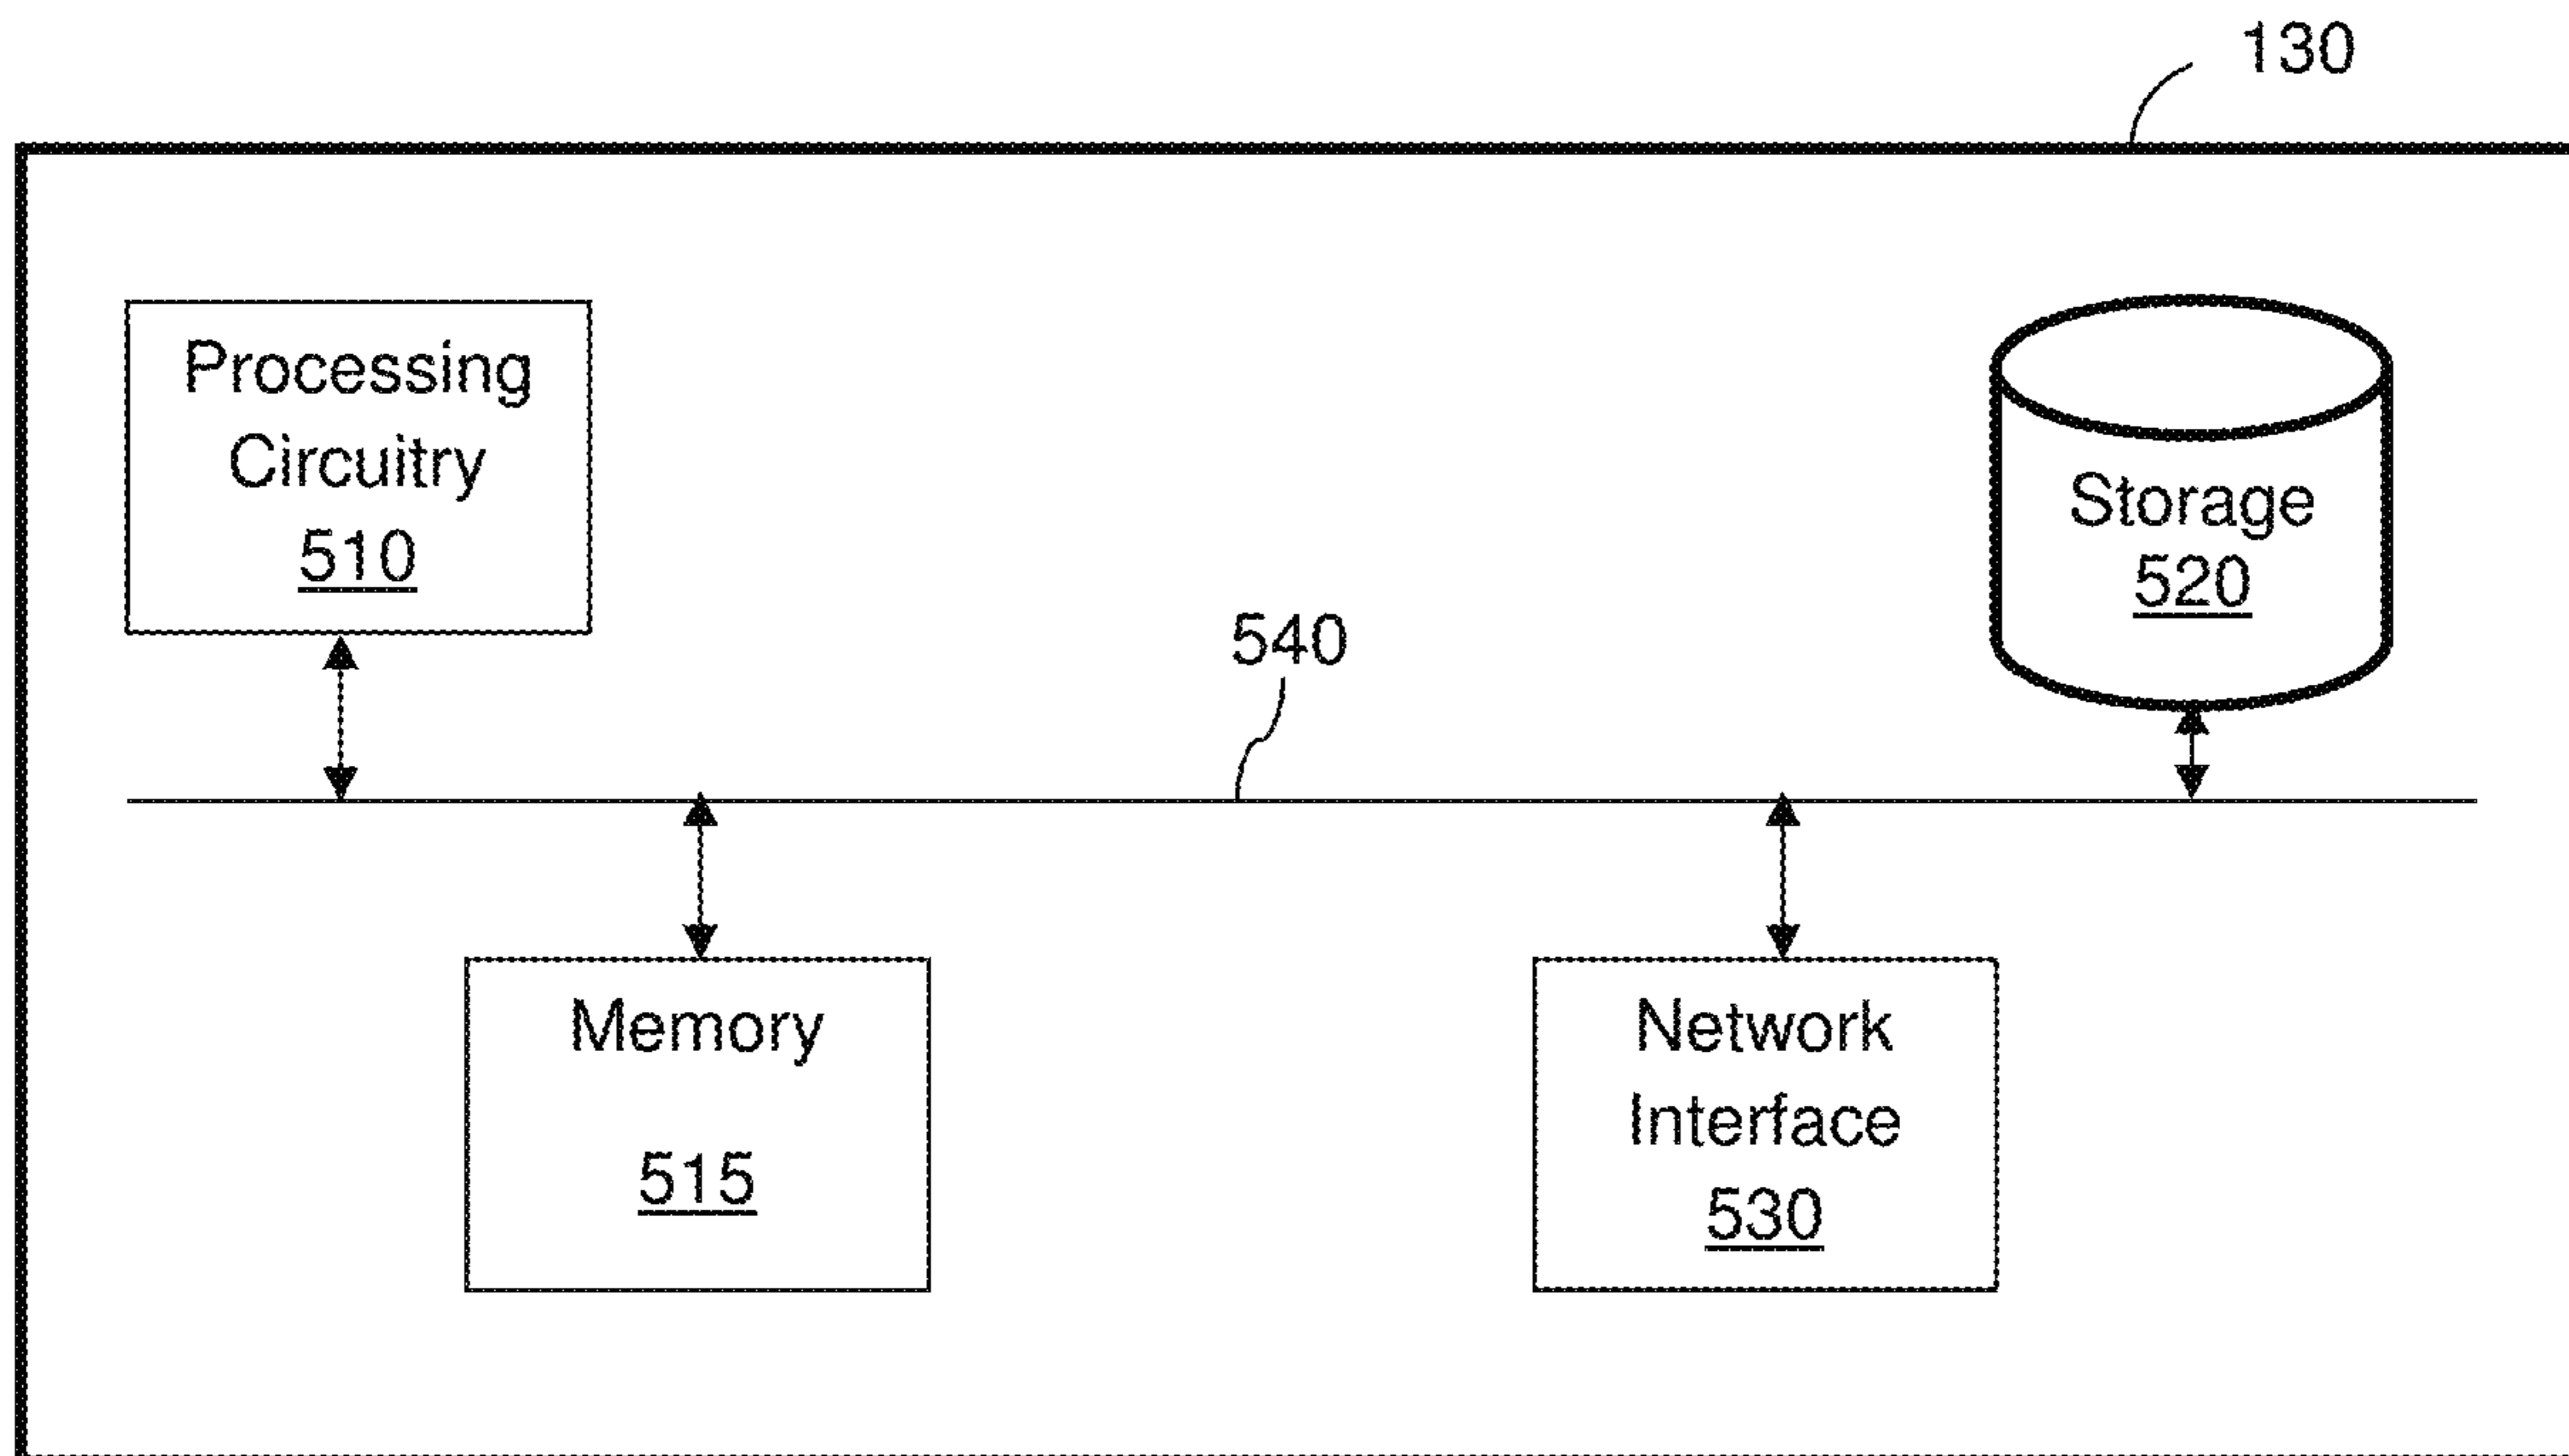 130
Processing
Circuitry
510
Storage
520
540
Memory
515
Network
Interface
530